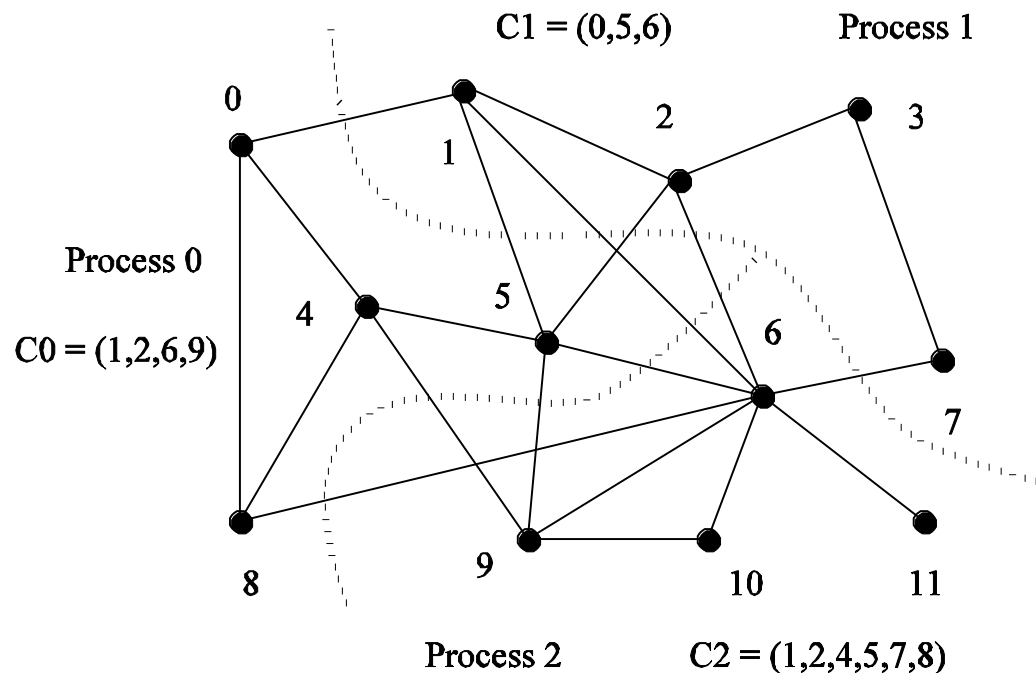 C1 = (0,5,6)
Process 1
0
1
2
3
Process 0
4
5
6
C0 = (1,2,6,9)
7
8
9
10
11
Process 2
C2 = (1,2,4,5,7,8)